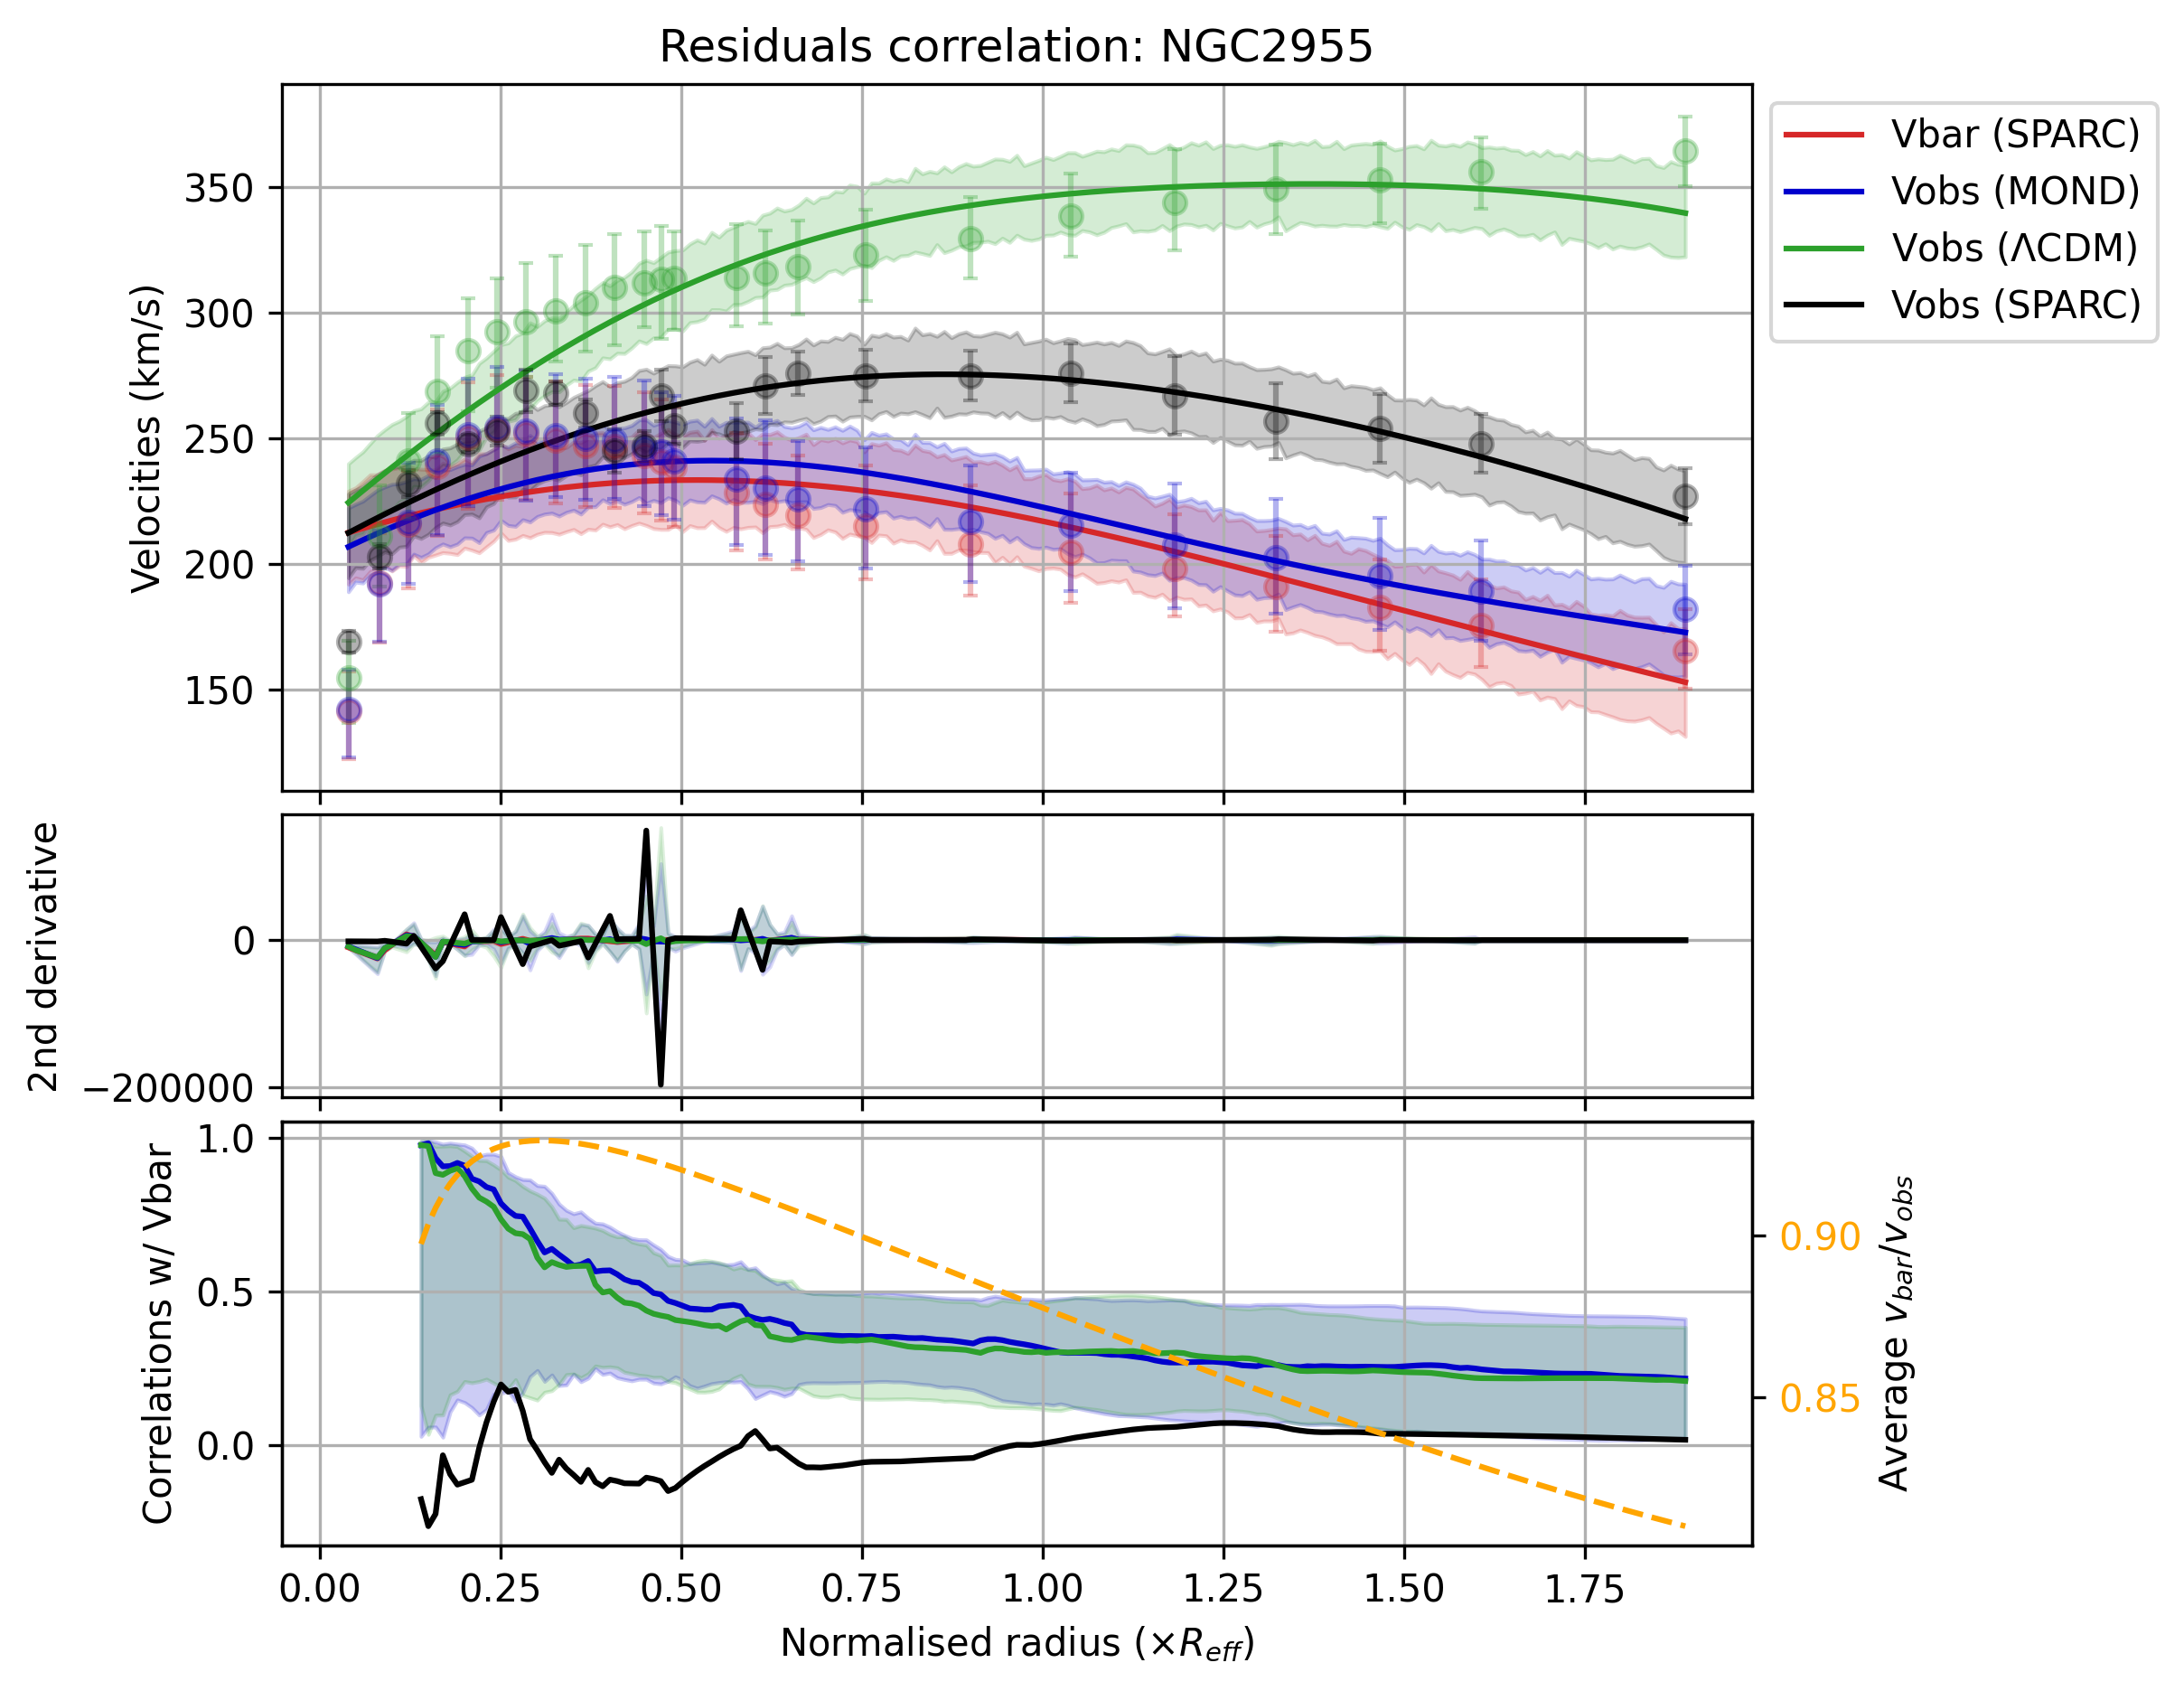 Residuals correlation: NGC2955
Velocities (km/s)
350
300
250
200
150
Vbar (SPARC)
Vobs (MOND)
Vobs (ΛCDM)
Vobs (SPARC)
2nd derivative
0
−200000
Correlations w/ Vbar
1.0
0.5
0.0
0.90
0.85
Average v_bar/v_obs
0.00 0.25 0.50 0.75 1.00 1.25 1.50 1.75
Normalised radius (×R_eff)